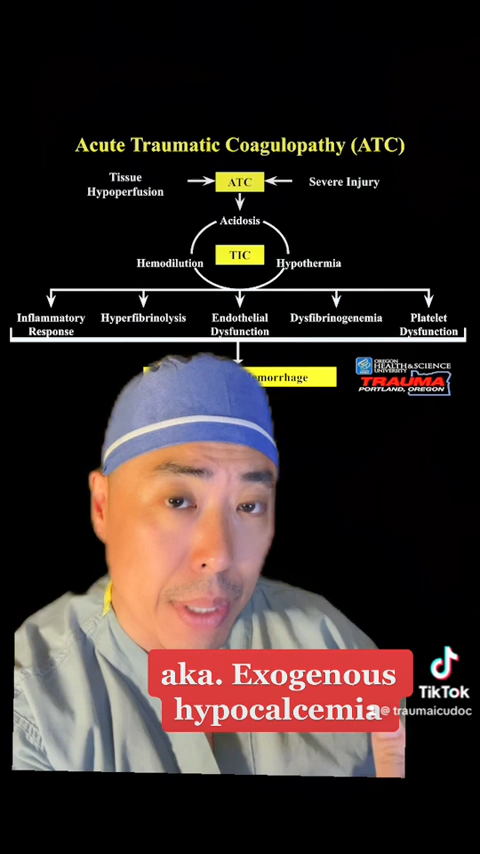 Acute Traumatic Coagulopathy (ATC)
Tissue
Hypoperfusion
ATC
Severe Injury
Acidosis
TIC
Hemodilution
Hypothermia
Inflammatory
Response
Hyperfibrinolysis
Endothelial
Dysfunction
Dysfibrinogenemia
Platelet
Dysfunction
OREGON
HEALTH&SCIENCE
UNIVERSITY
TRAUMA
PORTLAND, OREGON
aka. Exogenous
hypocalcemia
TikTok
@ traumaicudoc